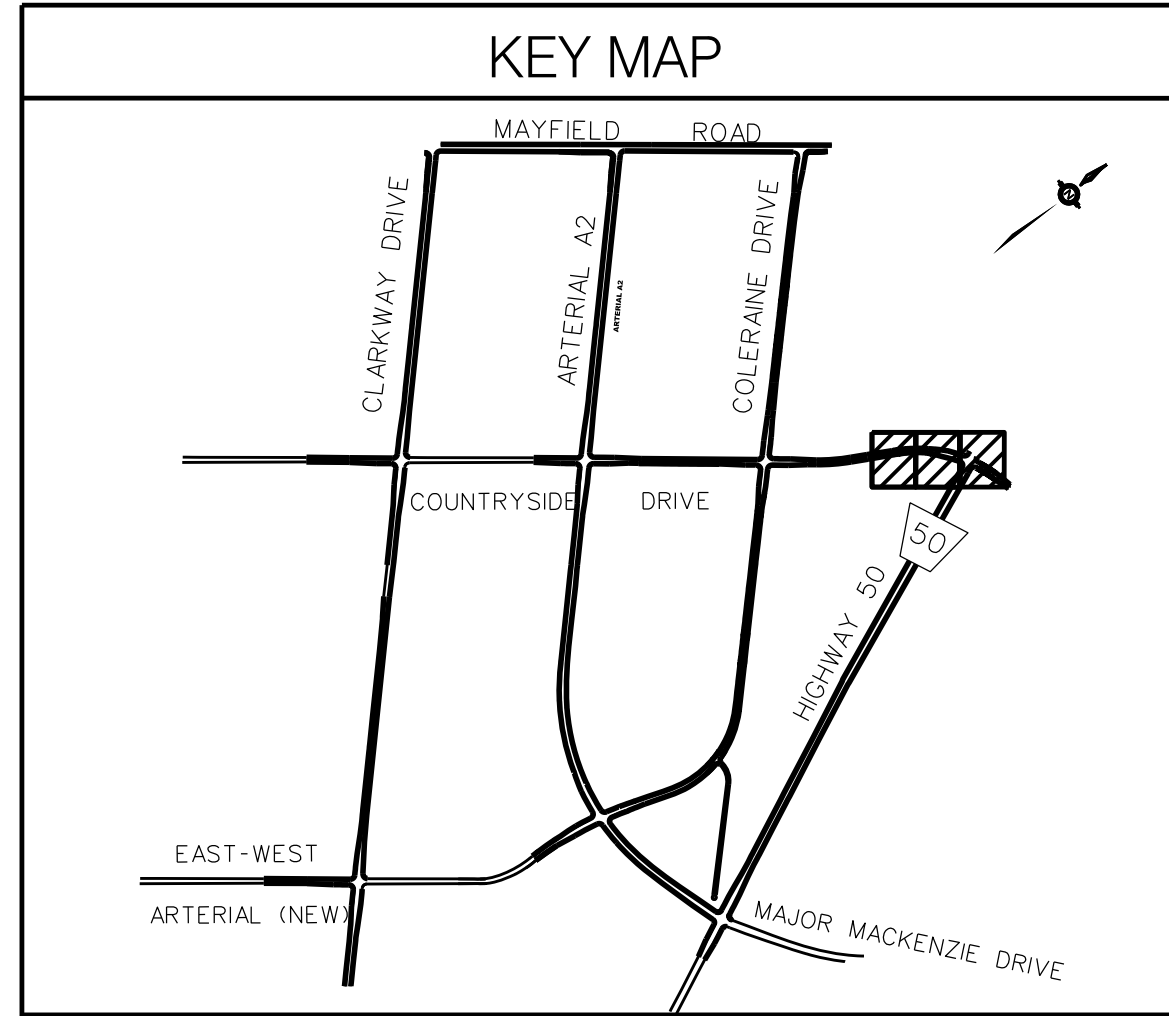 KEY MAP
MAYFIELD ROAD
N
CLARKWAY DRIVE
ARTERIAL A2
ARTERIAL A2
COLERAINE DRIVE
COUNTRYSIDE DRIVE
50
HIGHWAY 50
EAST-WEST
ARTERIAL (NEW)
MAJOR MACKENZIE DRIVE